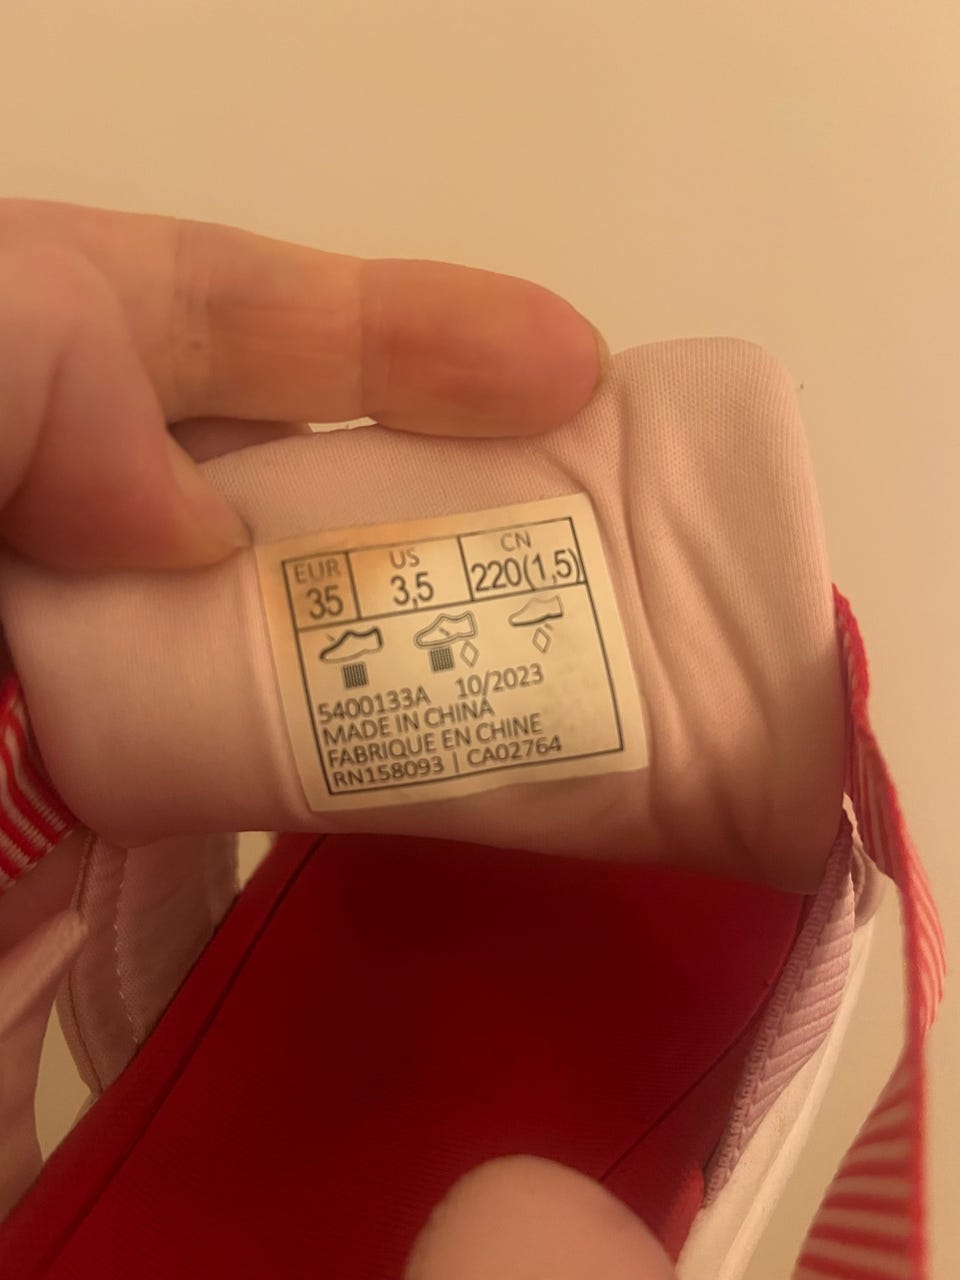 EUR US CN
35 3,5 220(1,5)
5400133A 10/2023
MADE IN CHINA
FABRIQUE EN CHINE
RN158093 | CA02764